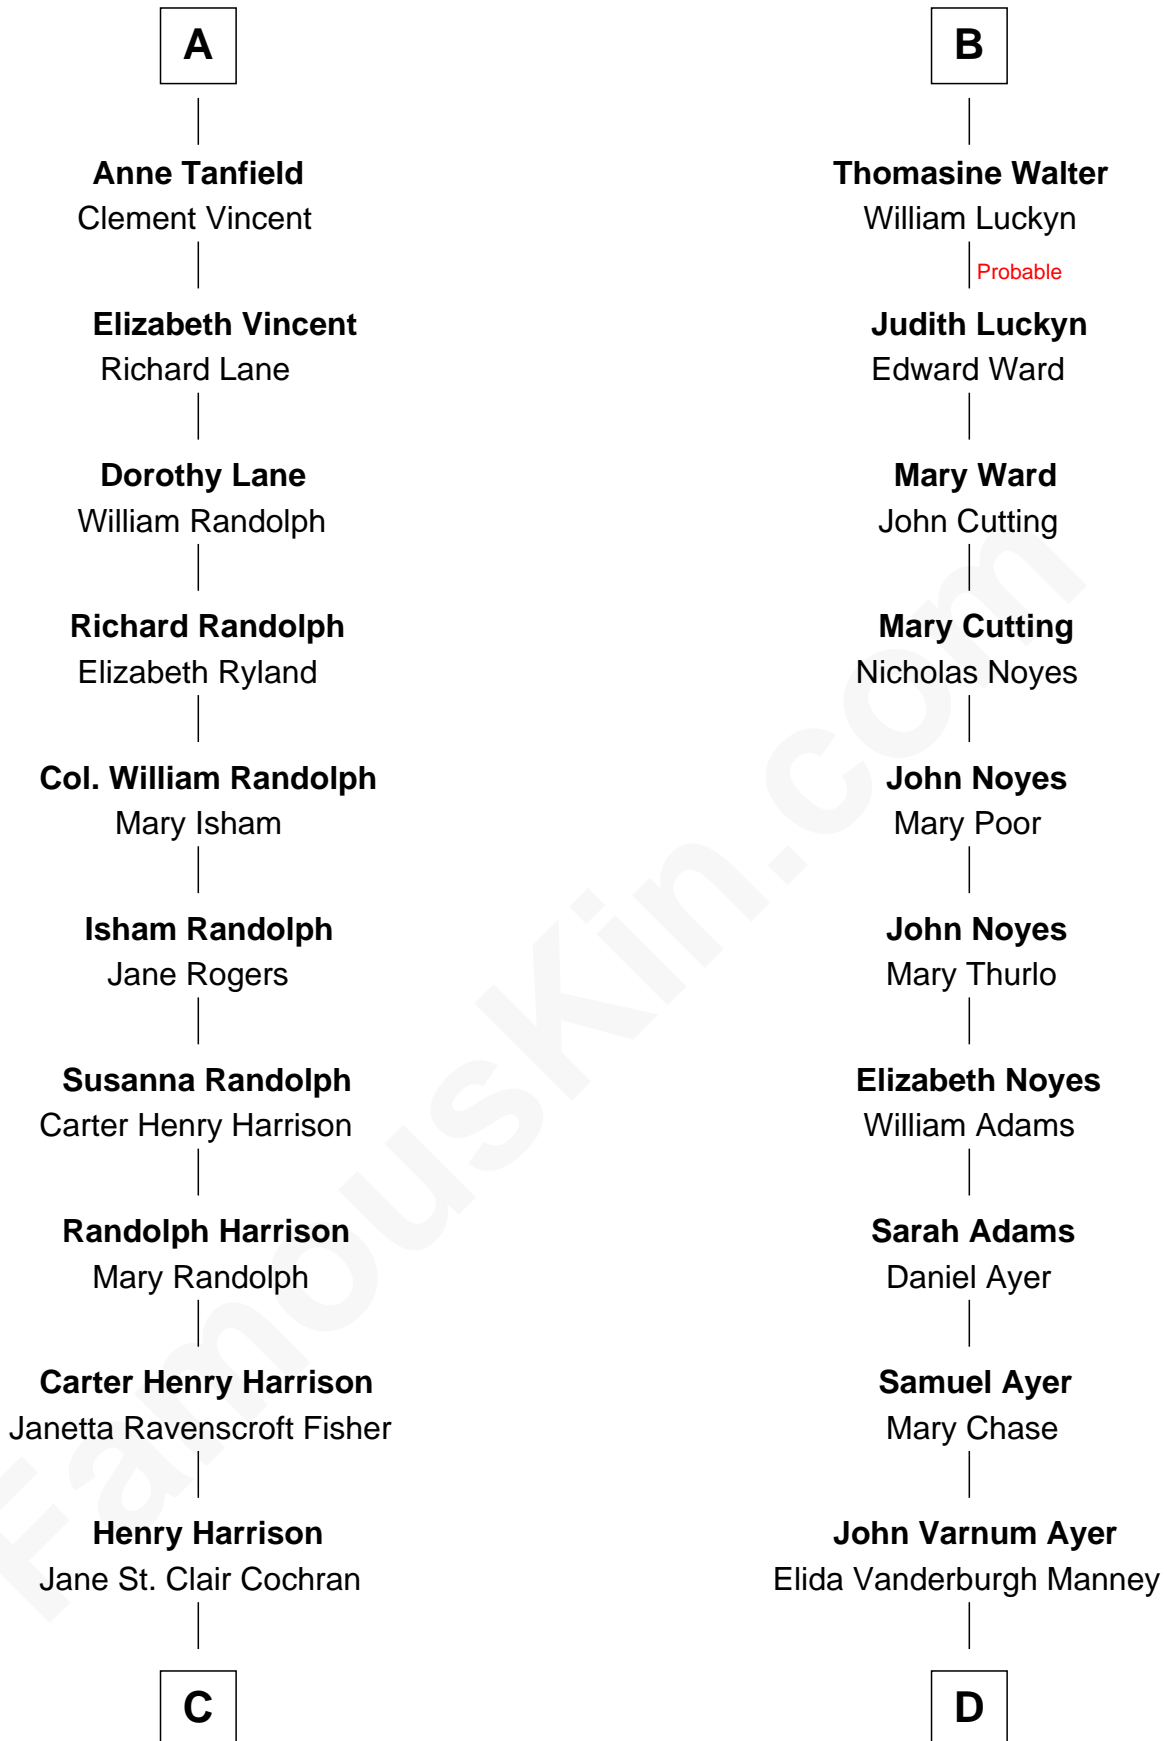 A
Anne Tanfield
Clement Vincent
Elizabeth Vincent
Richard Lane
Dorothy Lane
William Randolph
Richard Randolph
Elizabeth Ryland
Col. William Randolph
Mary Isham
Isham Randolph
Jane Rogers
Susanna Randolph
Carter Henry Harrison
Randolph Harrison
Mary Randolph
Carter Henry Harrison
Janetta Ravenscroft Fisher
Henry Harrison
Jane St. Clair Cochran
C
B
Thomasine Walter
William Luckyn
Probable
Judith Luckyn
Edward Ward
Mary Ward
John Cutting
Mary Cutting
Nicholas Noyes
John Noyes
Mary Poor
John Noyes
Mary Thurlo
Elizabeth Noyes
William Adams
Sarah Adams
Daniel Ayer
Samuel Ayer
Mary Chase
John Varnum Ayer
Elida Vanderburgh Manney
D
FamousKin.com